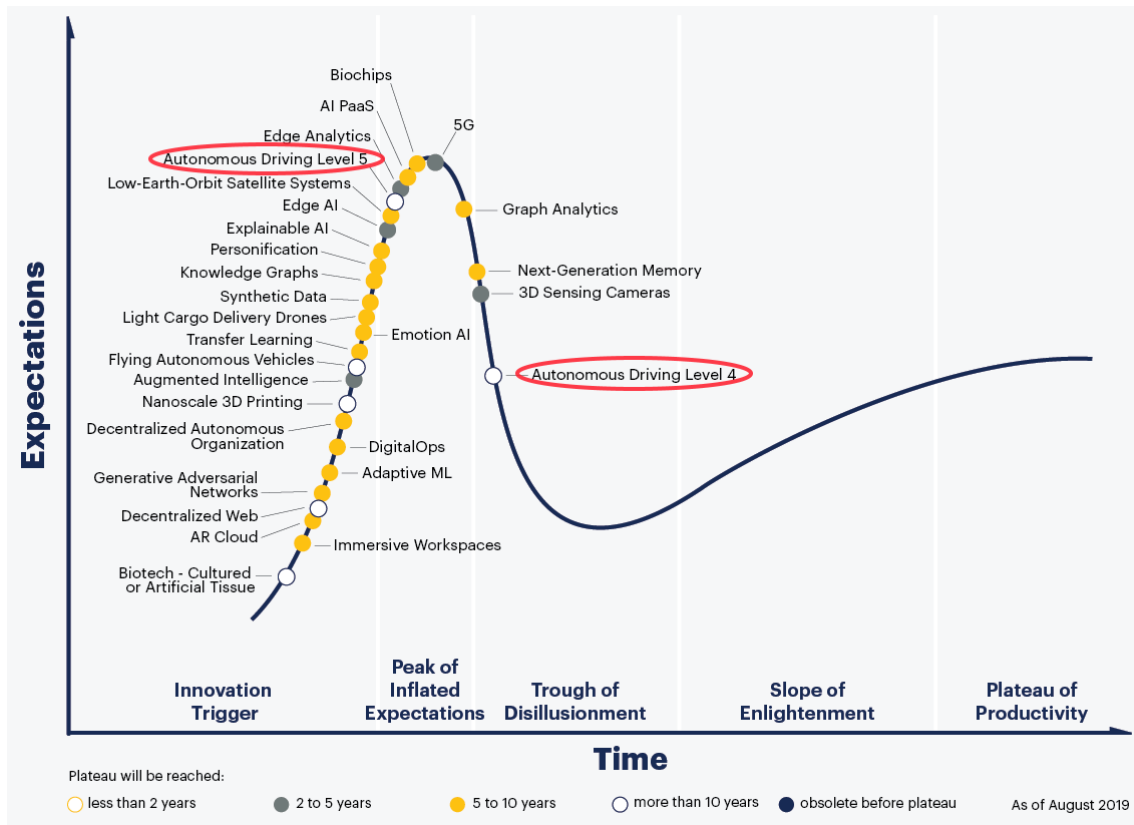 Expectations
Biochips
AI PaaS
5G
Edge Analytics
Autonomous Driving Level 5
Low-Earth-Orbit Satellite Systems
Graph Analytics
Edge AI
Explainable AI
Personification
Next-Generation Memory
Knowledge Graphs
3D Sensing Cameras
Synthetic Data
Light Cargo Delivery Drones
Emotion AI
Transfer Learning
Flying Autonomous Vehicles
Autonomous Driving Level 4
Augmented Intelligence
Nanoscale 3D Printing
Decentralized Autonomous
Organization
DigitalOps
Adaptive ML
Generative Adversarial
Networks
Decentralized Web
AR Cloud
Immersive Workspaces
Biotech - Cultured
or Artificial Tissue
Innovation
Trigger
Peak of
Inflated
Expectations
Trough of
Disillusionment
Slope of
Enlightenment
Plateau of
Productivity
Time
Plateau will be reached:
less than 2 years
2 to 5 years
5 to 10 years
more than 10 years
obsolete before plateau
As of August 2019